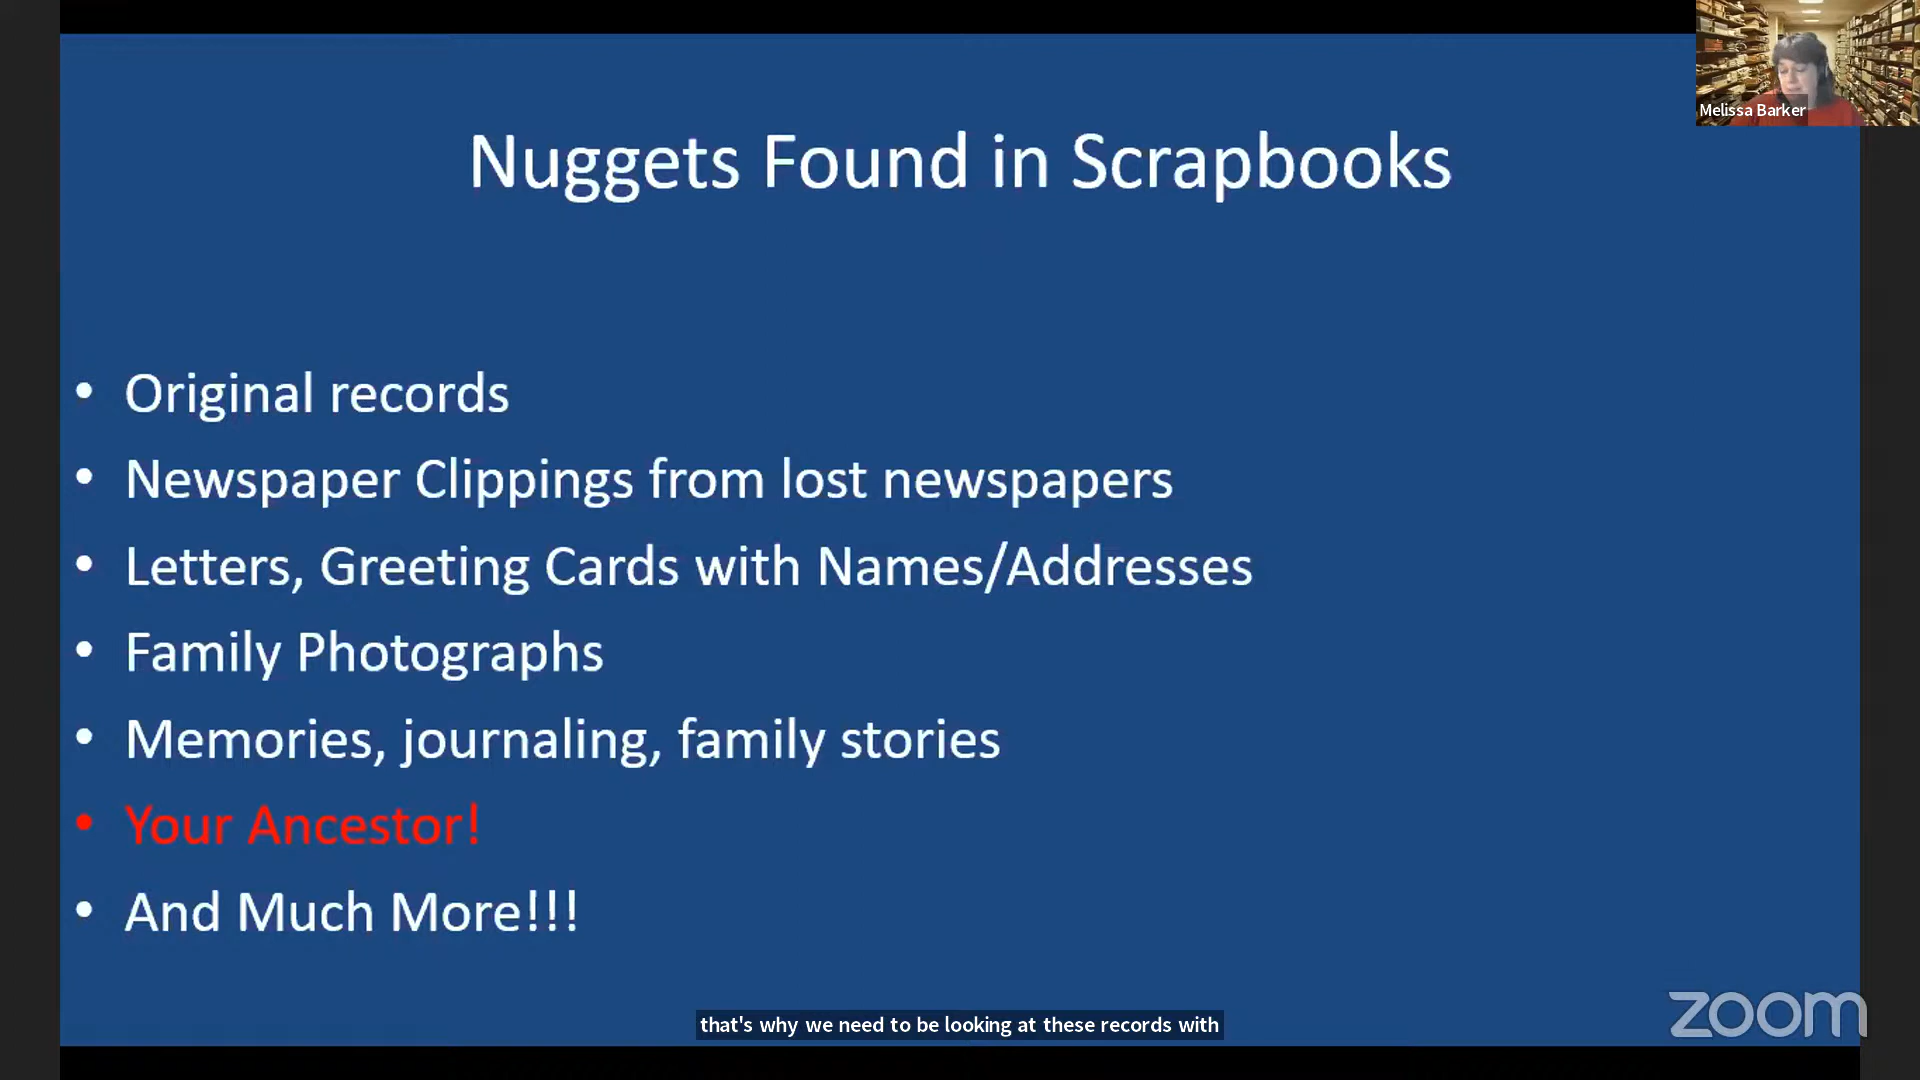 Melissa Barker
Nuggets Found in Scrapbooks
• Original records
• Newspaper Clippings from lost newspapers
• Letters, Greeting Cards with Names/Addresses
• Family Photographs
• Memories, journaling, family stories
• Your Ancestor!
• And Much More!!!
that's why we need to be looking at these records with
zoom